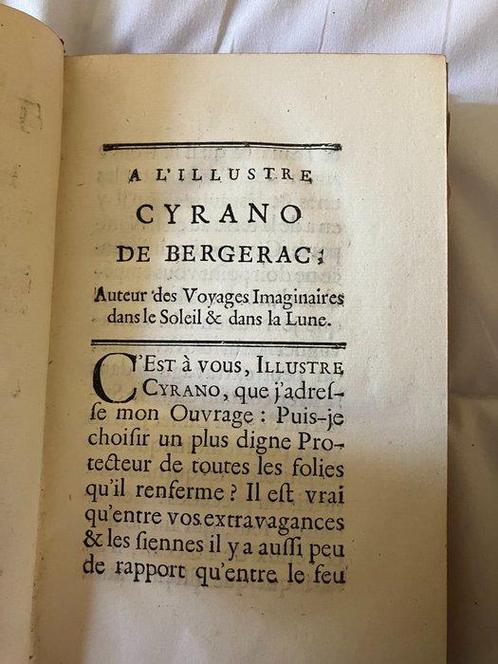 A L'ILLUSTRE
CYRANO
DE BERGERAC;
Auteur des Voyages Imaginaires
dans le Soleil & dans la Lune.
C'EST à vous, ILLUSTRE
CYRANO, que j'adreſ-
ſe mon Ouvrage : Puis-je
choiſir un plus digne Pro-
tecteur de toutes les folies
qu'il renferme ? Il eſt vrai
qu'entre vos extravagances
& les ſiennes il y a auſſi peu
de rapport qu'entre le feu